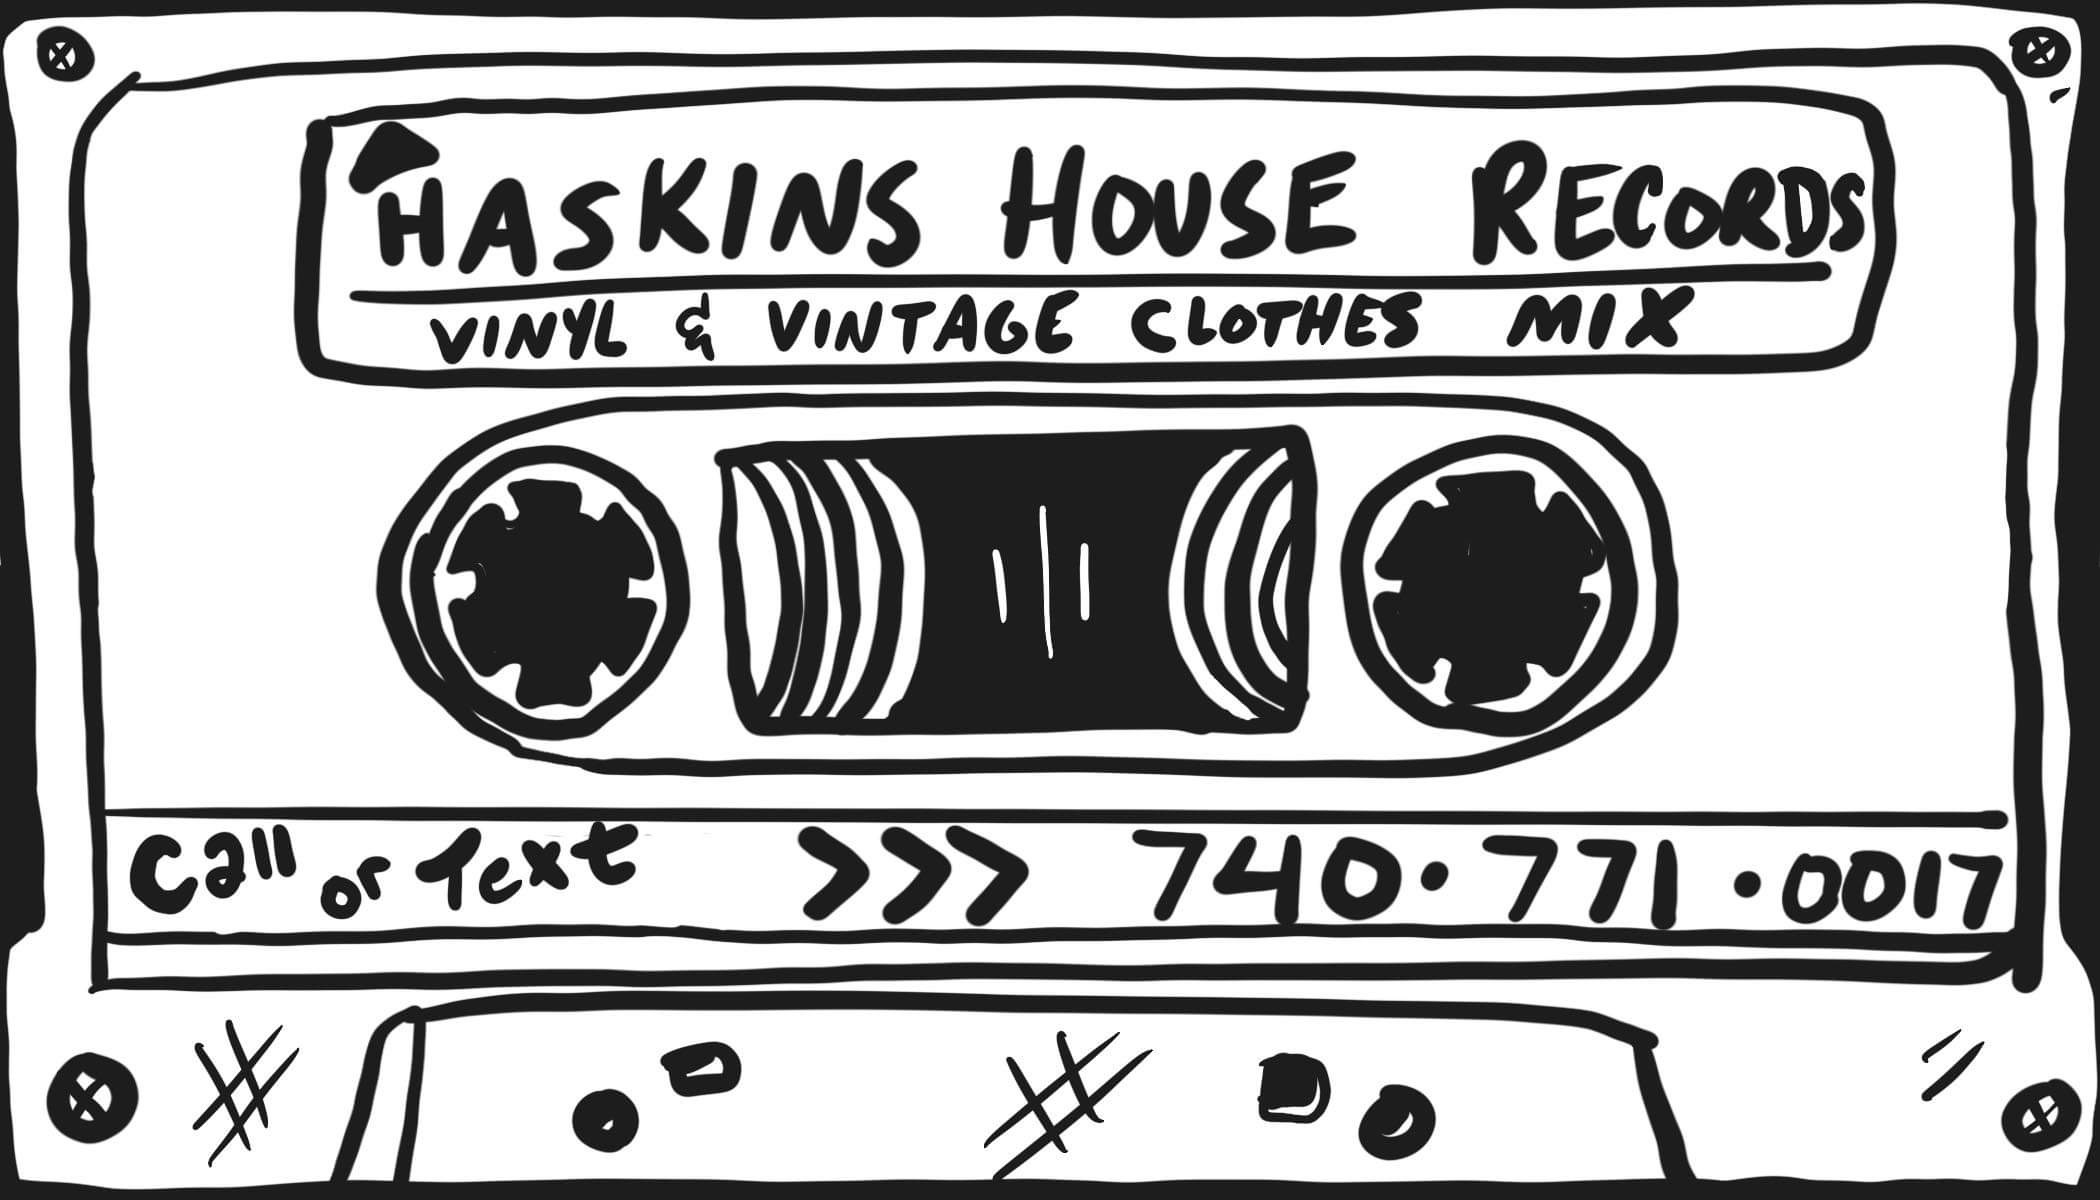 HASKINS HOUSE RECORDS
VINYL & VINTAGE CLOTHES MIX
Call or Text >>> 740•771•0017